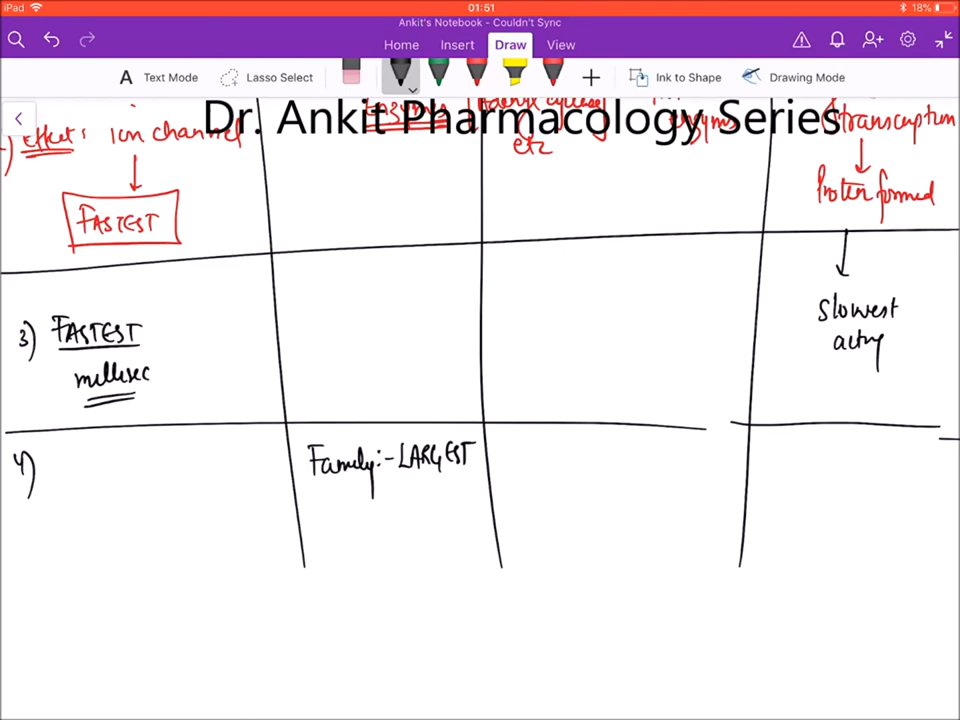 iPad
01:51
18%
Ankit's Notebook - Couldn't Sync
Home Insert Draw View
A Text Mode Lasso Select Ink to Shape Drawing Mode
Dr. Ankit Pharmacology Series
Effect: ion channel
FASTEST
Enzyms
etc
transcription
Protein formed
3) FASTEST
millisec
Slowest
acting
4)
Family:- LARGEST